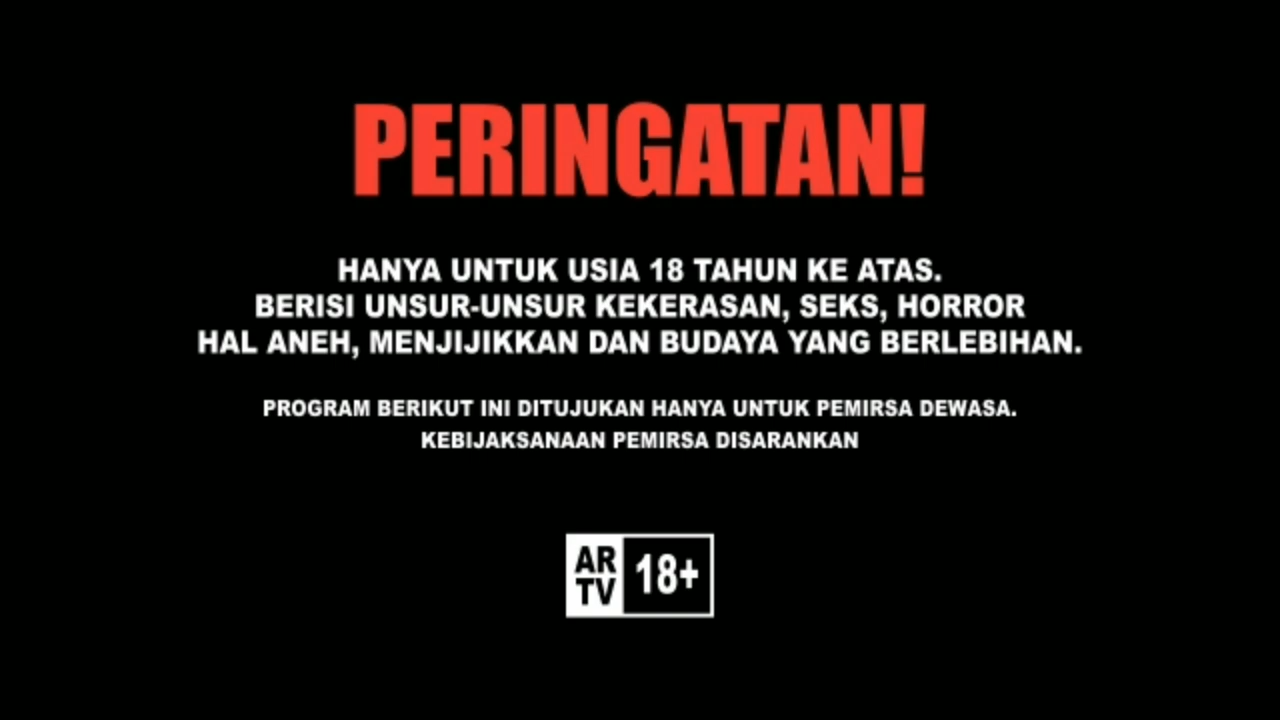 PERINGATAN!
HANYA UNTUK USIA 18 TAHUN KE ATAS.
BERISI UNSUR-UNSUR KEKERASAN, SEKS, HORROR
HAL ANEH, MENJIJIKKAN DAN BUDAYA YANG BERLEBIHAN.
PROGRAM BERIKUT INI DITUJUKAN HANYA UNTUK PEMIRSA DEWASA.
KEBIJAKSANAAN PEMIRSA DISARANKAN
AR
TV
18+